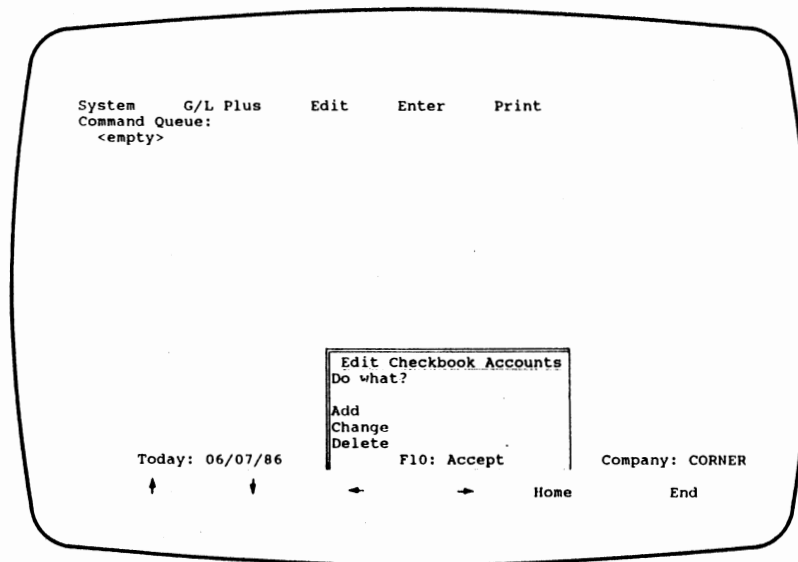 System G/L Plus Edit Enter Print
Command Queue:
<empty>
Edit Checkbook Accounts
Do what?
Add
Change
Delete
Today: 06/07/86 F10: Accept Company: CORNER
Home End